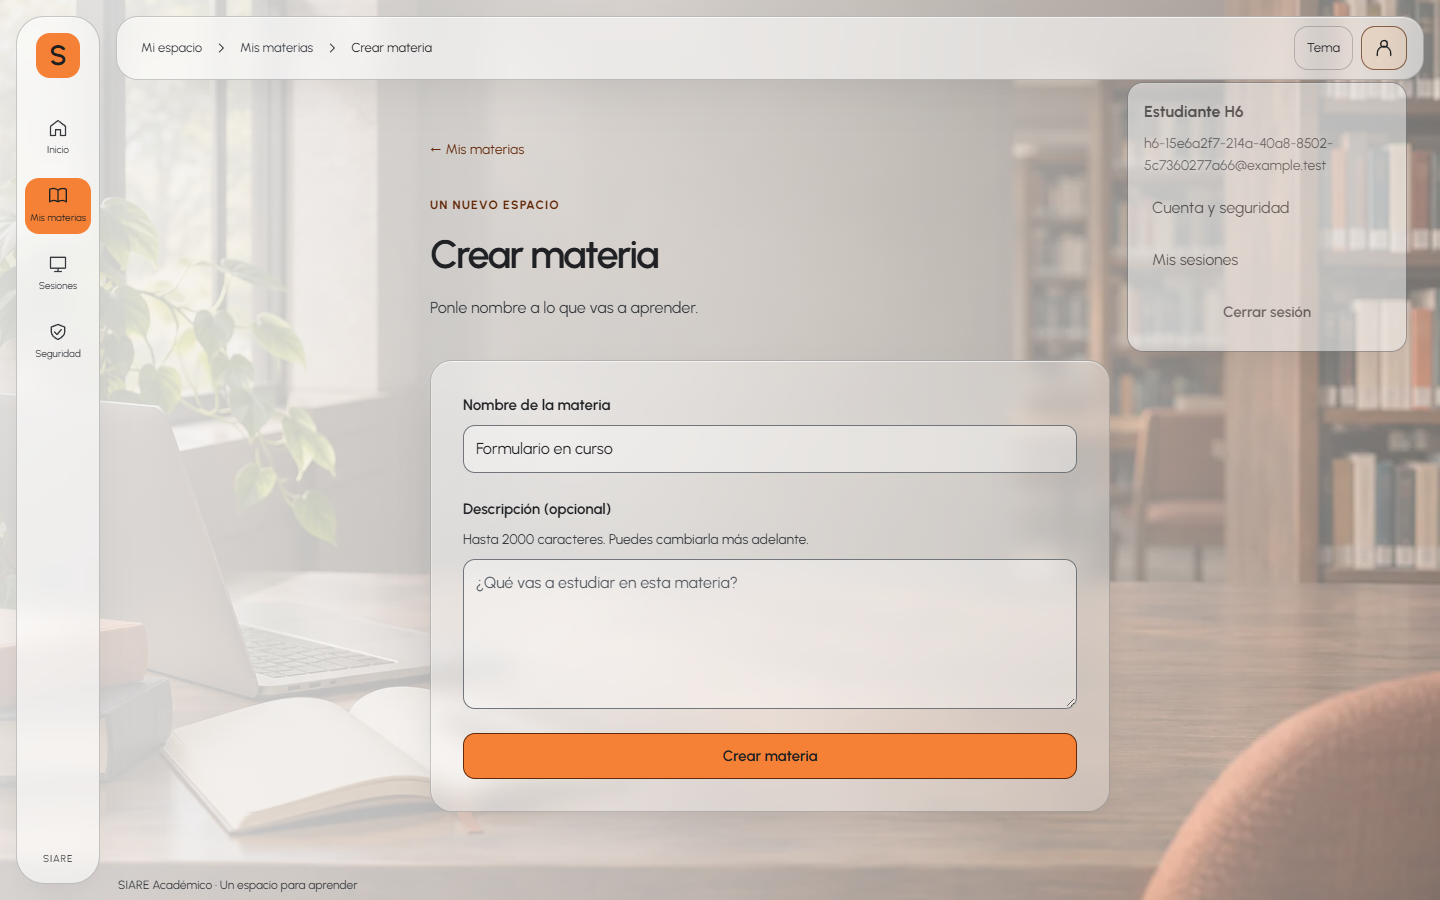 S
Mi espacio > Mis materias > Crear materia
Tema
Inicio
Mis materias
Sesiones
Seguridad
SIARE
Estudiante H6
h6-15e6a2f7-214a-40a8-8502-
5c7360277a66@example.test
Cuenta y seguridad
Mis sesiones
Cerrar sesión
← Mis materias
UN NUEVO ESPACIO
Crear materia
Ponle nombre a lo que vas a aprender.
Nombre de la materia
Formulario en curso
Descripción (opcional)
Hasta 2000 caracteres. Puedes cambiarla más adelante.
¿Qué vas a estudiar en esta materia?
Crear materia
SIARE Académico · Un espacio para aprender